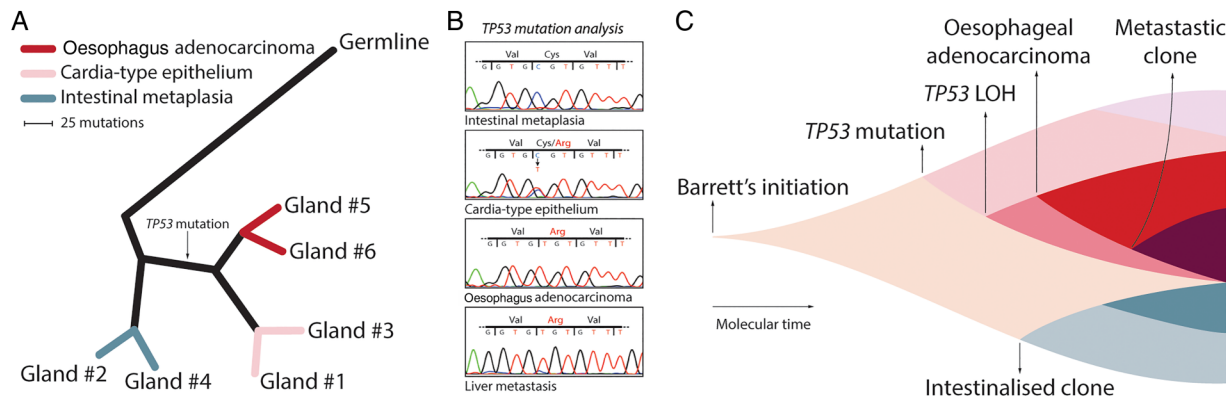 A
Oesophagus adenocarcinoma
Cardia-type epithelium
Intestinal metaplasia
25 mutations
Germline
TP53 mutation
Gland #5
Gland #6
Gland #3
Gland #1
Gland #2
Gland #4
B
TP53 mutation analysis
Val Cys Val
G G T G C G T G T T T
Intestinal metaplasia
Val Cys/Arg Val
G G T G C G T G T T T
T
Cardia-type epithelium
Val Arg Val
G G T G T G T G T T T
Oesophagus adenocarcinoma
Val Arg Val
G G T G T G T G T T T
Liver metastasis
C
Barrett's initiation
TP53 mutation
TP53 LOH
Oesophageal
adenocarcinoma
Metastastic
clone
Molecular time
Intestinalised clone